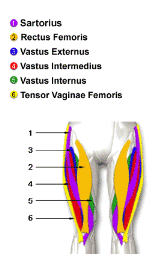 1 Sartorius
2 Rectus Femoris
3 Vastus Externus
4 Vastus Intermedius
5 Vastus Internus
6 Tensor Vaginae Femoris
1
3
2
4
5
6